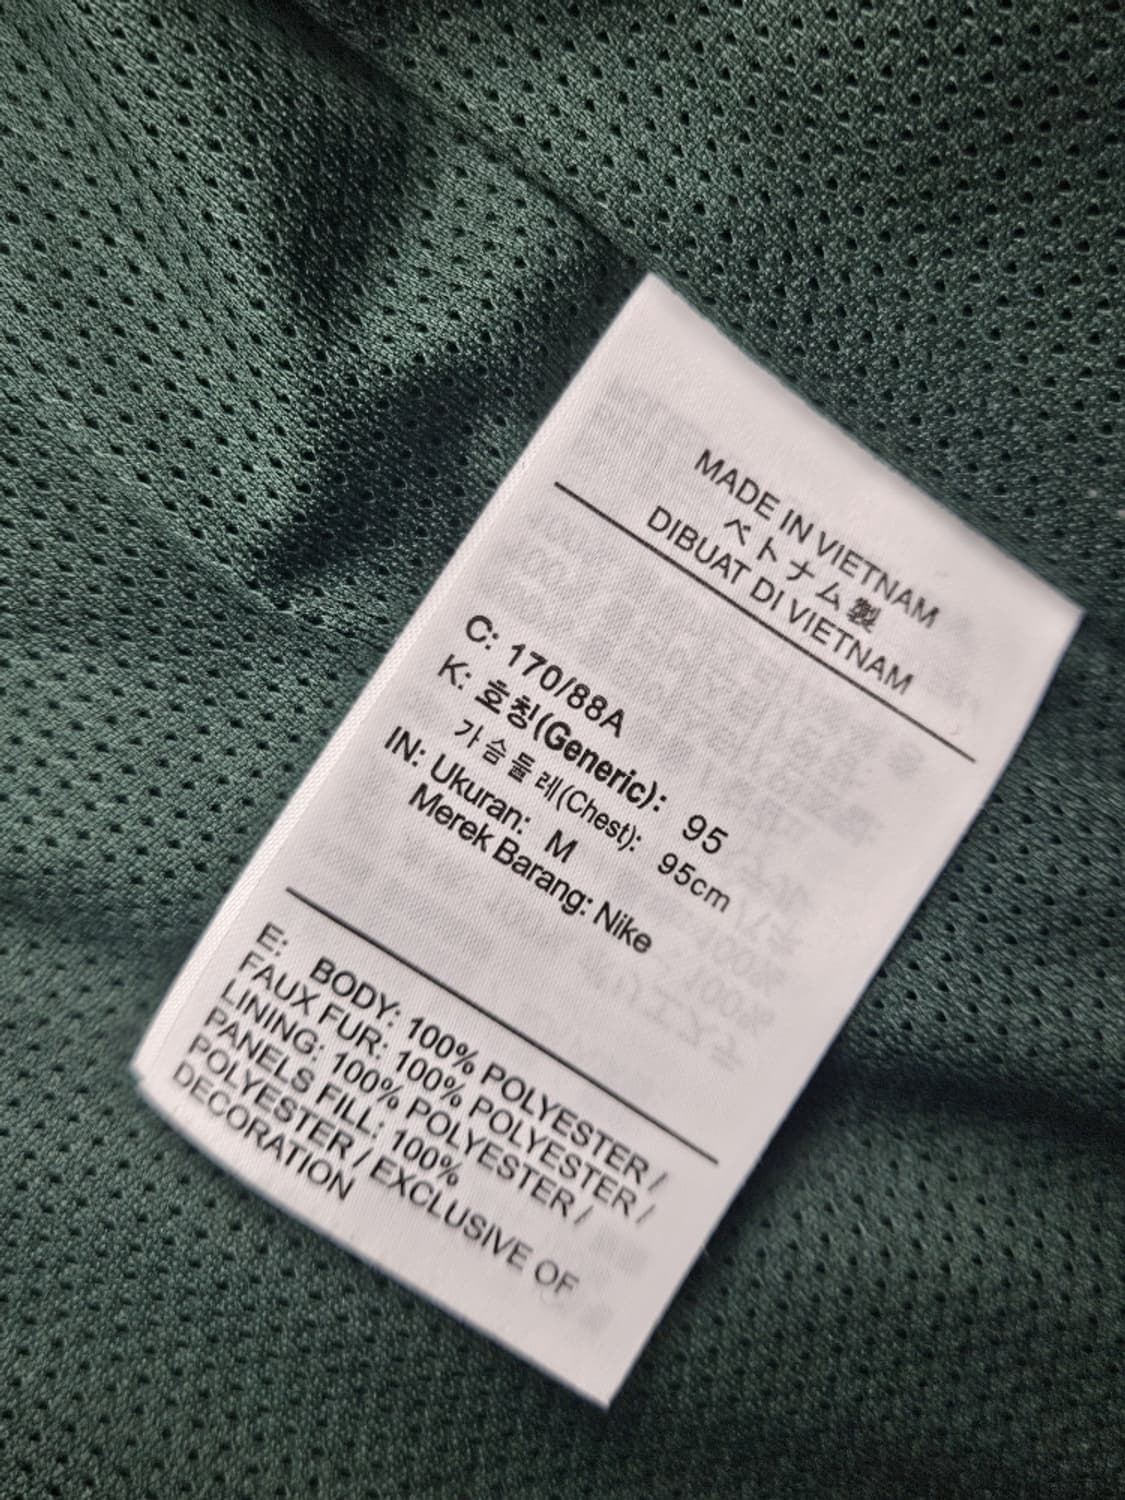 MADE IN VIETNAM
ベトナム製
DIBUAT DI VIETNAM
C: 170/88A
K: 호칭(Generic): 95
가슴둘레(Chest): 95cm
IN: Ukuran: M
Merek Barang: Nike
E: BODY: 100% POLYESTER /
FAUX FUR: 100% POLYESTER /
LINING: 100% POLYESTER /
PANELS FILL: 100%
POLYESTER / EXCLUSIVE OF
DECORATION